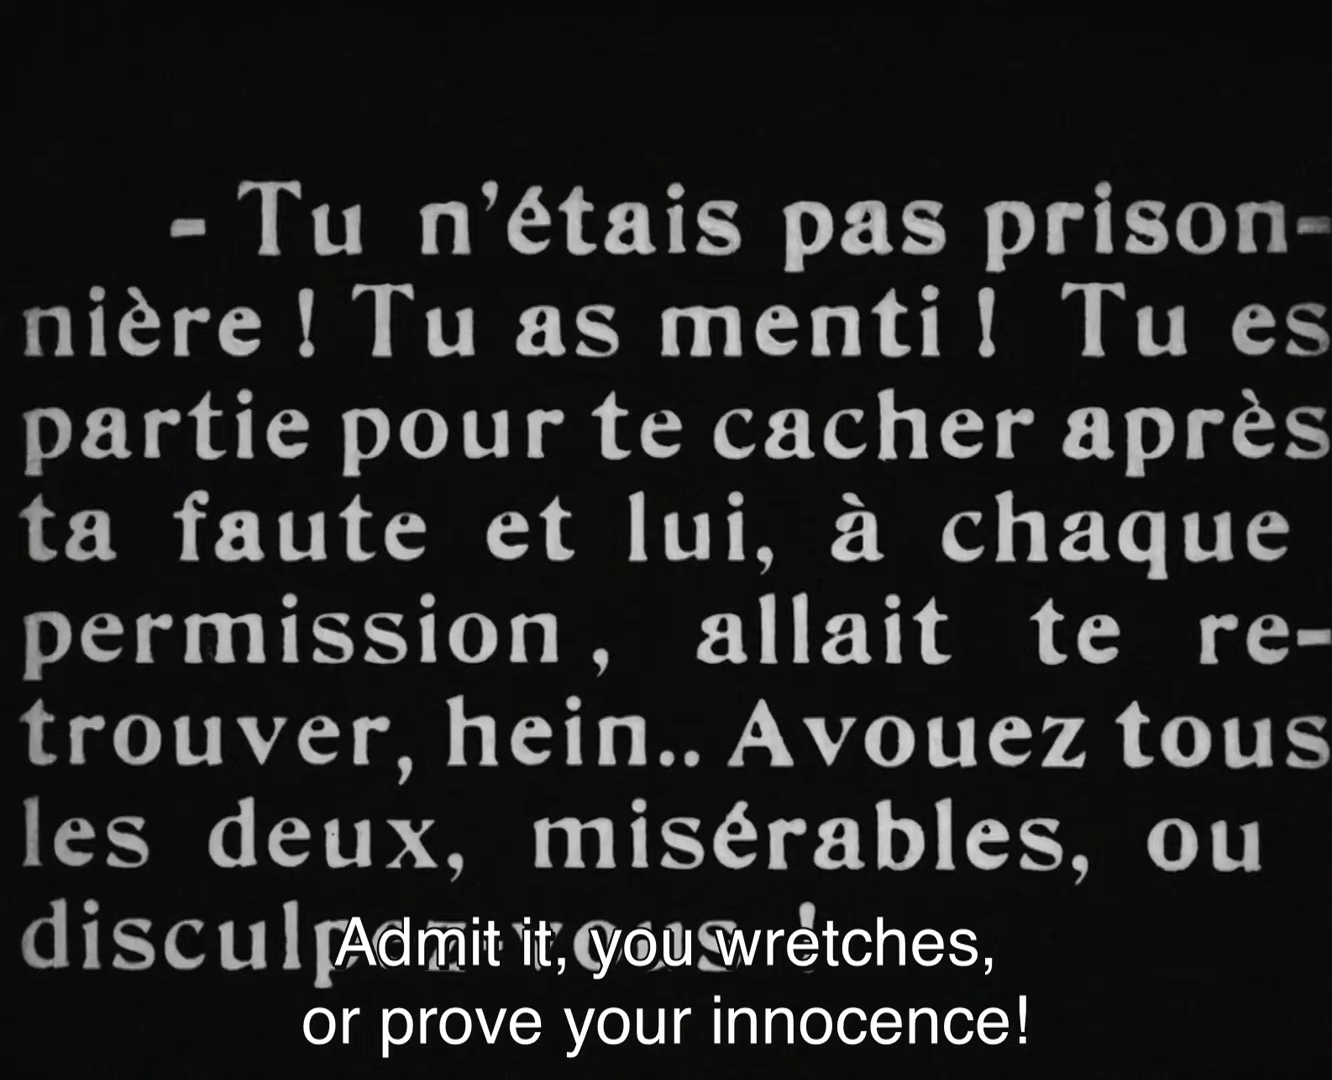 - Tu n'étais pas prison-
nière ! Tu as menti ! Tu es
partie pour te cacher après
ta faute et lui, à chaque
permission, allait te re-
trouver, hein.. Avouez tous
les deux, misérables, ou
disculpez-vous !
Admit it, you wretches,
or prove your innocence!